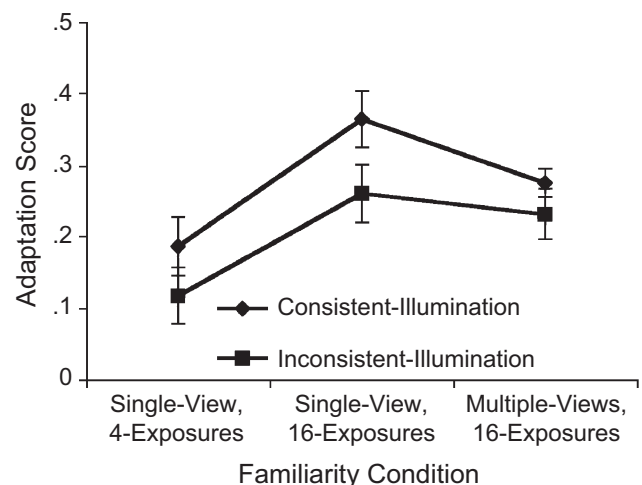 .5
.4
.3
.2
.1
0
Adaptation Score
Consistent-Illumination
Inconsistent-Illumination
Single-View, Single-View, Multiple-Views,
4-Exposures 16-Exposures 16-Exposures
Familiarity Condition